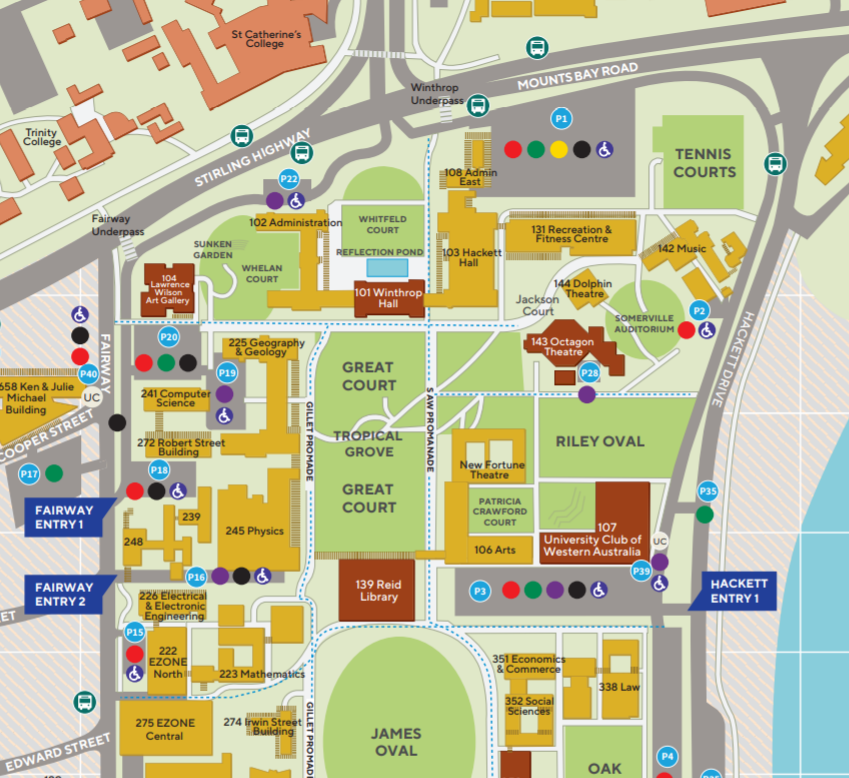 St Catherine's
College
MOUNTS BAY ROAD
Winthrop
Underpass
P1
Trinity
College
STIRLING HIGHWAY
TENNIS
COURTS
P22
108 Admin
East
Fairway
Underpass
102 Administration
WHITFELD
COURT
131 Recreation &
Fitness Centre
142 Music
SUNKEN
GARDEN
REFLECTION POND
103 Hackett
Hall
WHELAN
COURT
104
Lawrence
Wilson
Art Gallery
101 Winthrop
Hall
144 Dolphin
Theatre
Jackson
Court
SOMERVILLE
AUDITORIUM
P2
HACKETT DRIVE
P20
225 Geography
& Geology
143 Octagon
Theatre
FAIRWAY
P40
P19
GREAT
COURT
P28
658 Ken & Julie
Michael
Building
UC
241 Computer
Science
GILLET PROMADE
SAW PROMANADE
COOPER STREET
272 Robert Street
Building
TROPICAL
GROVE
RILEY OVAL
P17
P18
New Fortune
Theatre
GREAT
COURT
P35
FAIRWAY
ENTRY 1
239
245 Physics
PATRICIA
CRAWFORD
COURT
107
University Club of
Western Australia
248
106 Arts
UC
P16
P39
FAIRWAY
ENTRY 2
139 Reid
Library
P3
HACKETT
ENTRY 1
226 Electrical
& Electronic
Engineering
ET
P15
222
EZONE
North
223 Mathematics
351 Economics
& Commerce
338 Law
352 Social
Sciences
275 EZONE
Central
274 Irwin Street
Building
GILLET PROMAD
JAMES
OVAL
EDWARD STREET
P4
OAK